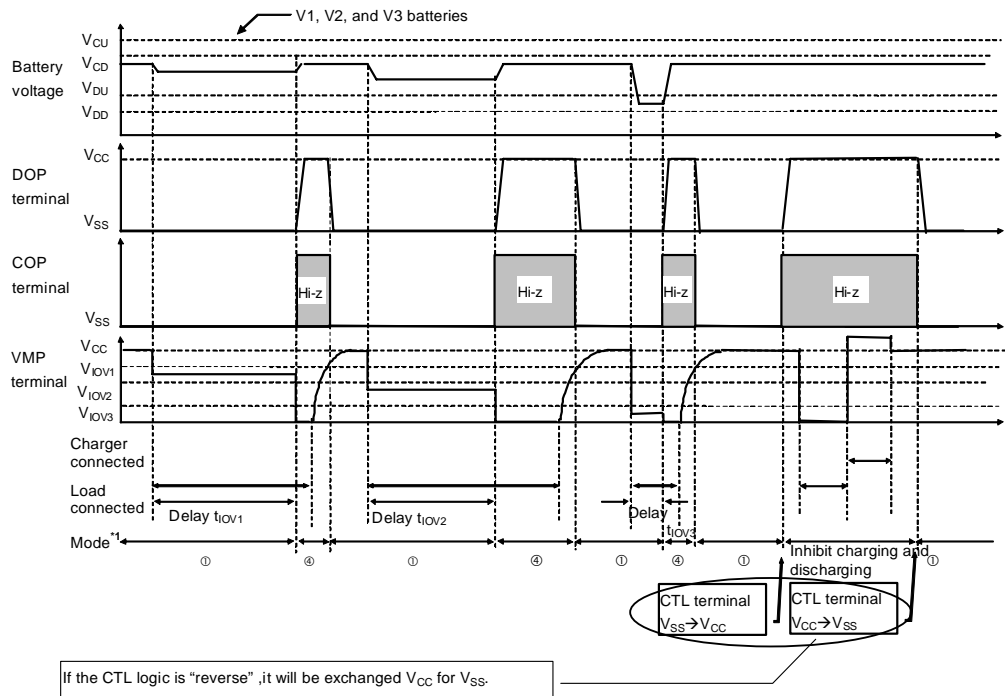 V1, V2, and V3 batteries
Battery voltage
VCU
VCD
VDU
VDD
DOP terminal
VCC
VSS
COP terminal
VSS
Hi-z
Hi-z
Hi-z
Hi-z
VMP terminal
VCC
VIOV1
VIOV2
VIOV3
Charger connected
Load connected
Delay tIOV1
Delay tIOV2
Delay tIOV3
Mode*1
① ④ ① ④ ① ④ ① ①
Inhibit charging and discharging
CTL terminal
VSS→VCC
CTL terminal
VCC→VSS
If the CTL logic is “reverse” ,it will be exchanged VCC for VSS.